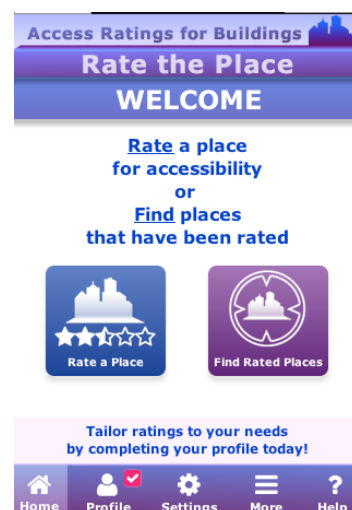 Access Ratings for Buildings
Rate the Place
WELCOME
Rate a place
for accessibility
or
Find places
that have been rated
Rate a Place
Find Rated Places
Tailor ratings to your needs
by completing your profile today!
Home Profile Settings More Help